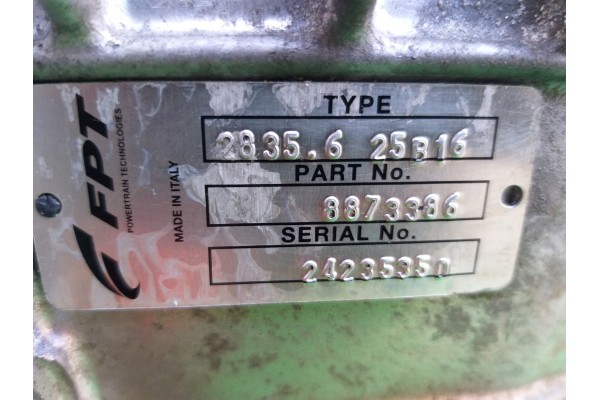 FPT
POWERTRAIN TECHNOLOGIES
MADE IN ITALY
TYPE
2835.6 25B16
PART No.
8873386
SERIAL No.
24235350